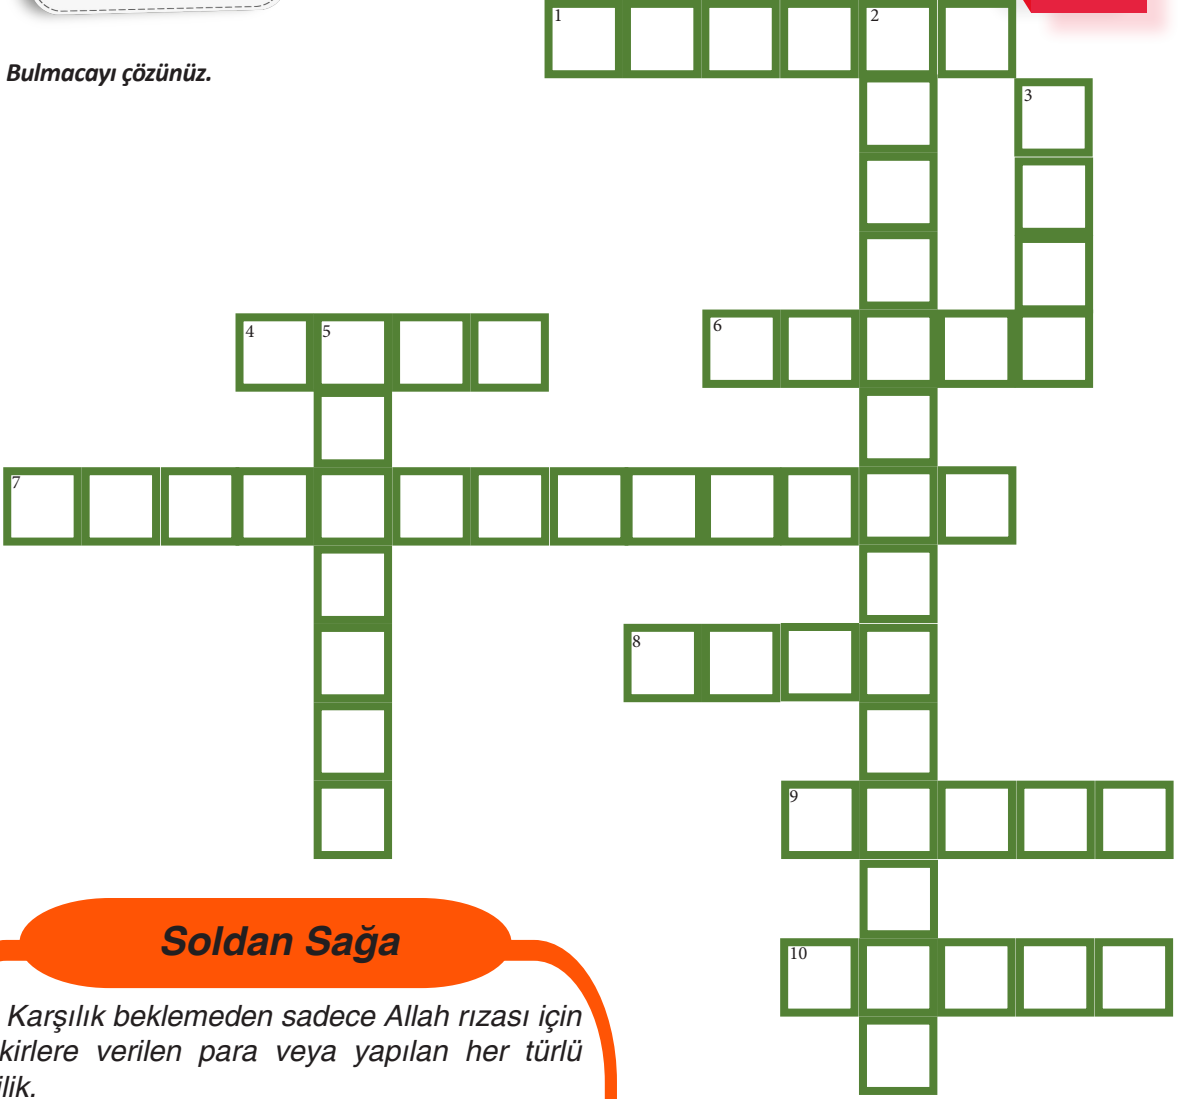 1
2
Bulmacayı çözünüz.
3
4
5
6
7
8
9
10
Soldan Sağa
Karşılık beklemeden sadece Allah rızası için
kirlere verilen para veya yapılan her türlü
ilik.